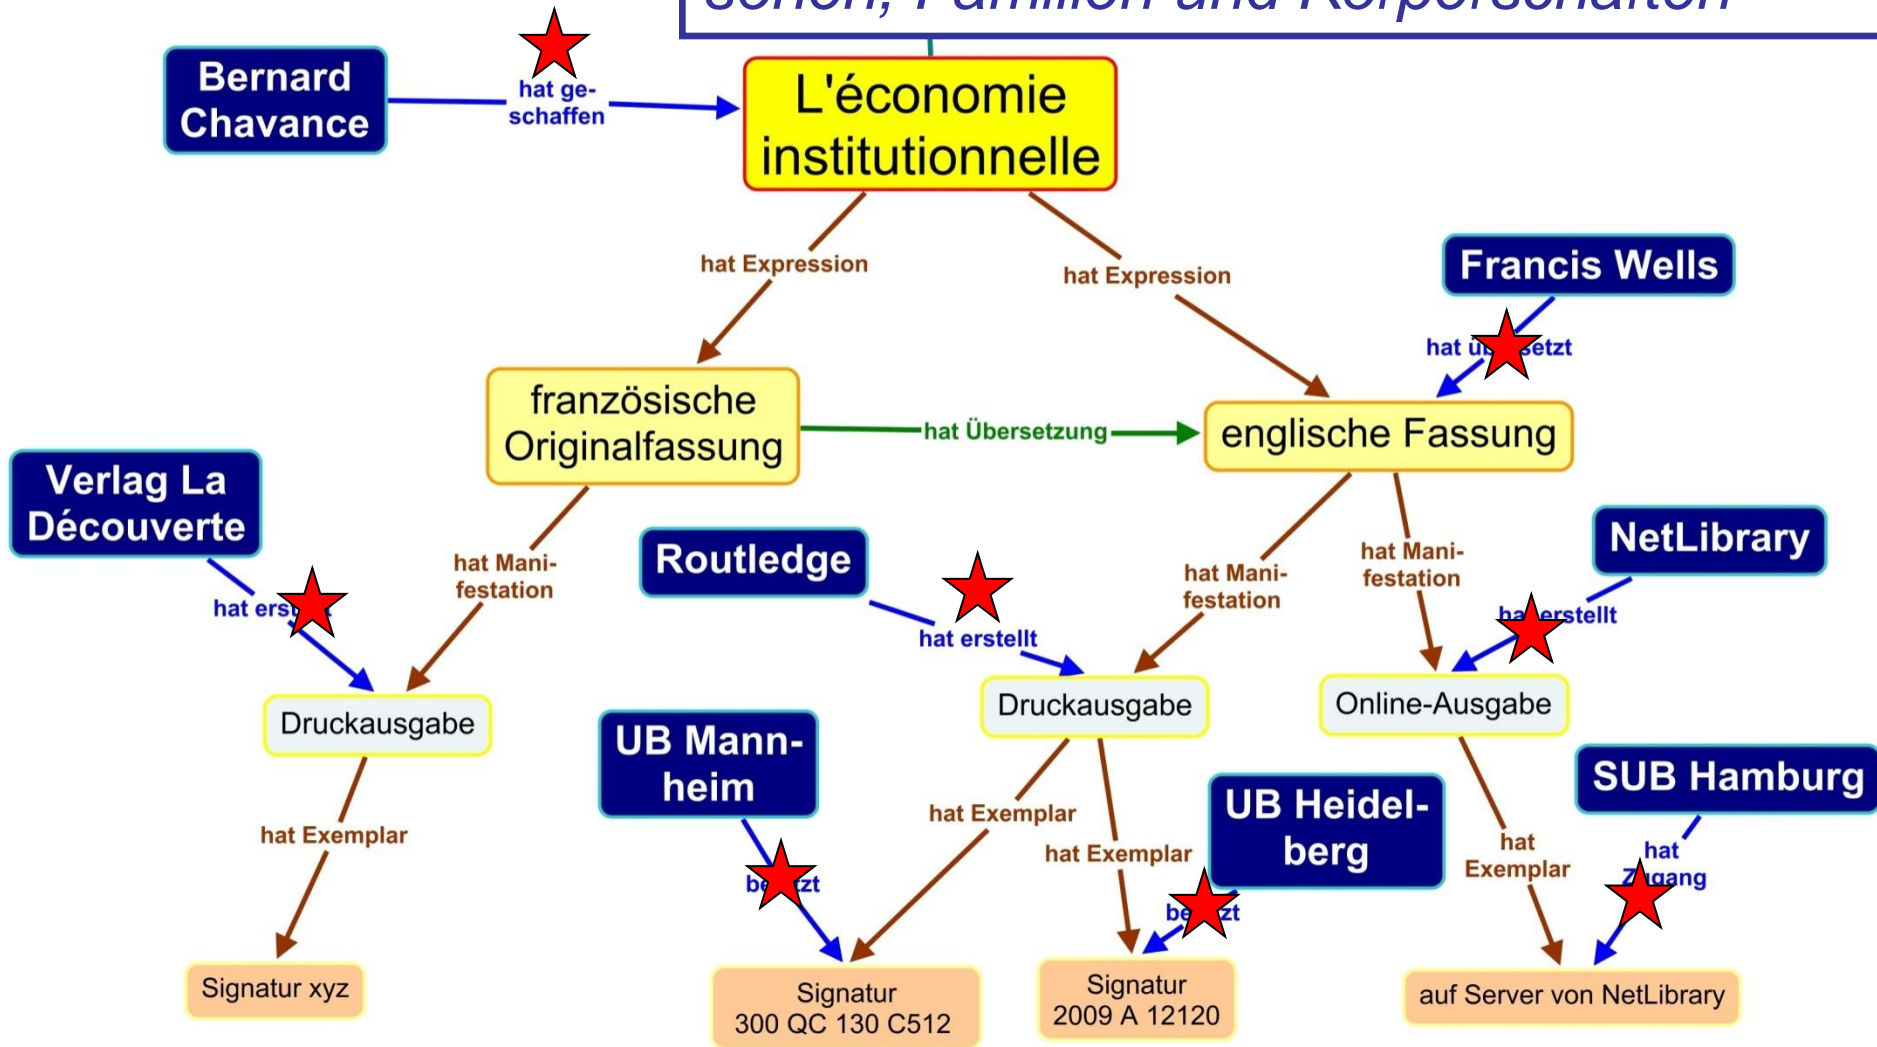 Bernard
Chavance
hat ge-
schaffen
L'économie
institutionnelle
hat Expression
hat Expression
Francis Wells
französische
Originalfassung
hat Übersetzung
englische Fassung
Verlag La
Découverte
hat Mani-
festation
Routledge
hat erstellt
hat Mani-
festation
hat Mani-
festation
NetLibrary
erstellt
Druckausgabe
Druckausgabe
Online-Ausgabe
UB Mann-
heim
UB Heidel-
berg
SUB Hamburg
hat Exemplar
hat Exemplar
hat Exemplar
hat
Exemplar
hat
Zugang
Signatur xyz
Signatur
300 QC 130 C512
Signatur
2009 A 12120
auf Server von NetLibrary